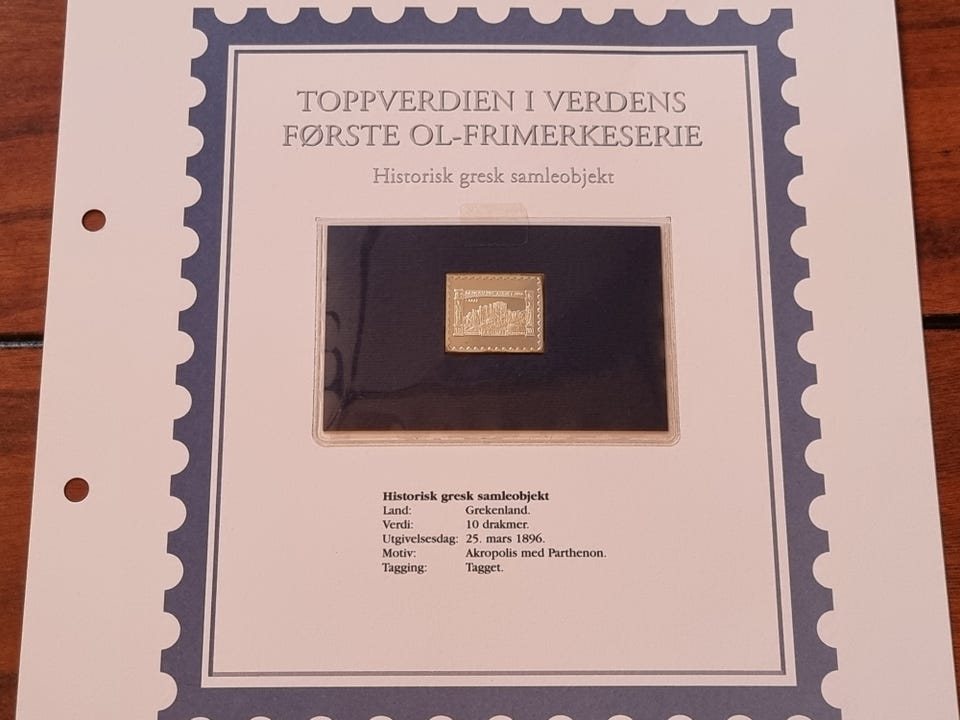 TOPPVERDIEN I VERDENS
FØRSTE OL-FRIMERKESERIE
Historisk gresk samleobjekt
Historisk gresk samleobjekt
Land: Grekenland.
Verdi: 10 drakmer.
Utgivelsesdag: 25. mars 1896.
Motiv: Akropolis med Parthenon.
Tagging: Tagget.